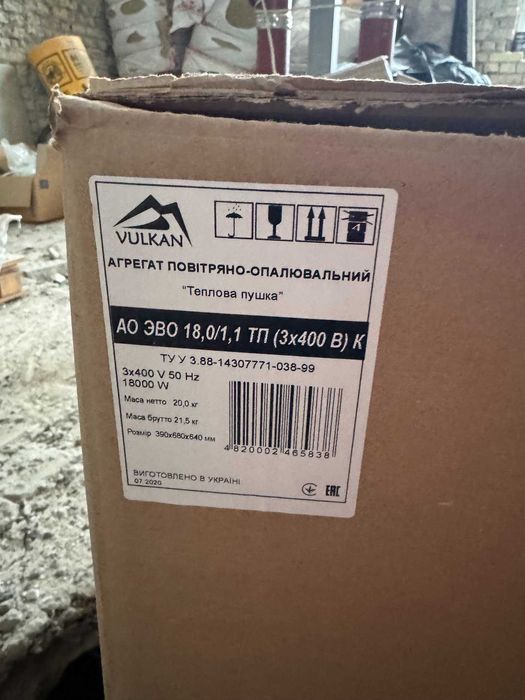 VULKAN
АГРЕГАТ ПОВІТРЯНО-ОПАЛЮВАЛЬНИЙ
"Теплова пушка"
АО ЭВО 18,0/1,1 ТП (3х400 В) К
ТУ У 3.88-14307771-038-99
3х400 V 50 Hz
18000 W
Маса нетто 20,0 кг
Маса брутто 21,5 кг
Розмір 390х680х640 мм
4820002465838
ВИГОТОВЛЕНО В УКРАЇНІ
07.2020
ЕАС